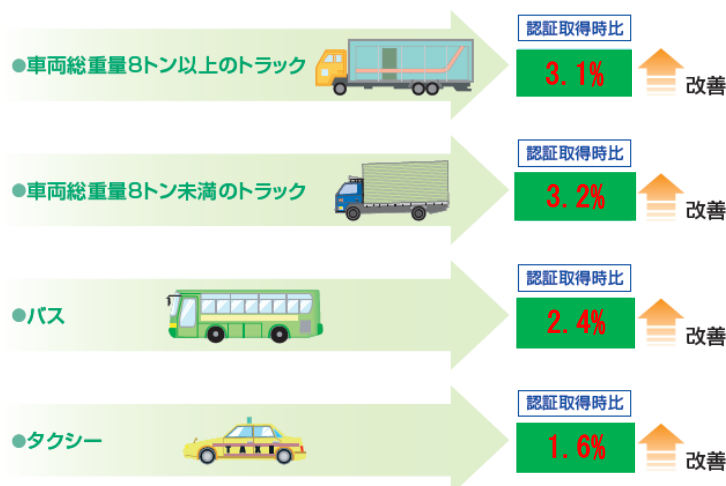 認証取得時比
●車両総重量8トン以上のトラック
3.1%
改善
認証取得時比
●車両総重量8トン未満のトラック
3.2%
改善
認証取得時比
●バス
2.4%
改善
認証取得時比
●タクシー
TAXI
1.6%
改善